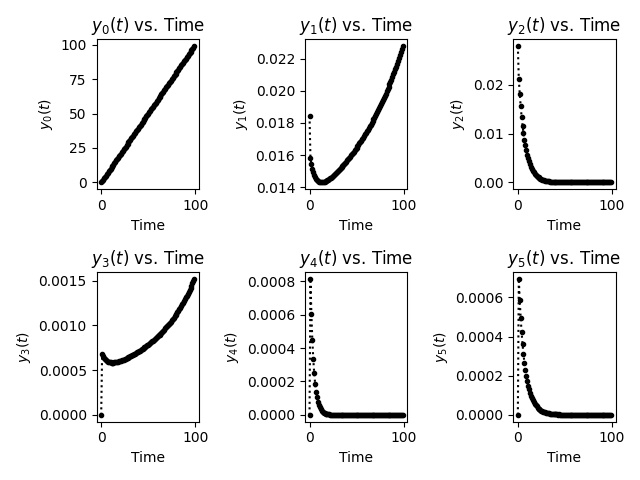 y₀(t) vs. Time
y₁(t) vs. Time
y₂(t) vs. Time
100
75
50
25
0
y₀(t)
0 100
Time
0.022
0.020
0.018
0.016
0.014
y₁(t)
0 100
Time
0.02
0.01
0.00
y₂(t)
0 100
Time
y₃(t) vs. Time
y₄(t) vs. Time
y₅(t) vs. Time
0.0015
0.0010
0.0005
0.0000
y₃(t)
0 100
Time
0.0008
0.0006
0.0004
0.0002
0.0000
y₄(t)
0 100
Time
0.0006
0.0004
0.0002
0.0000
y₅(t)
0 100
Time